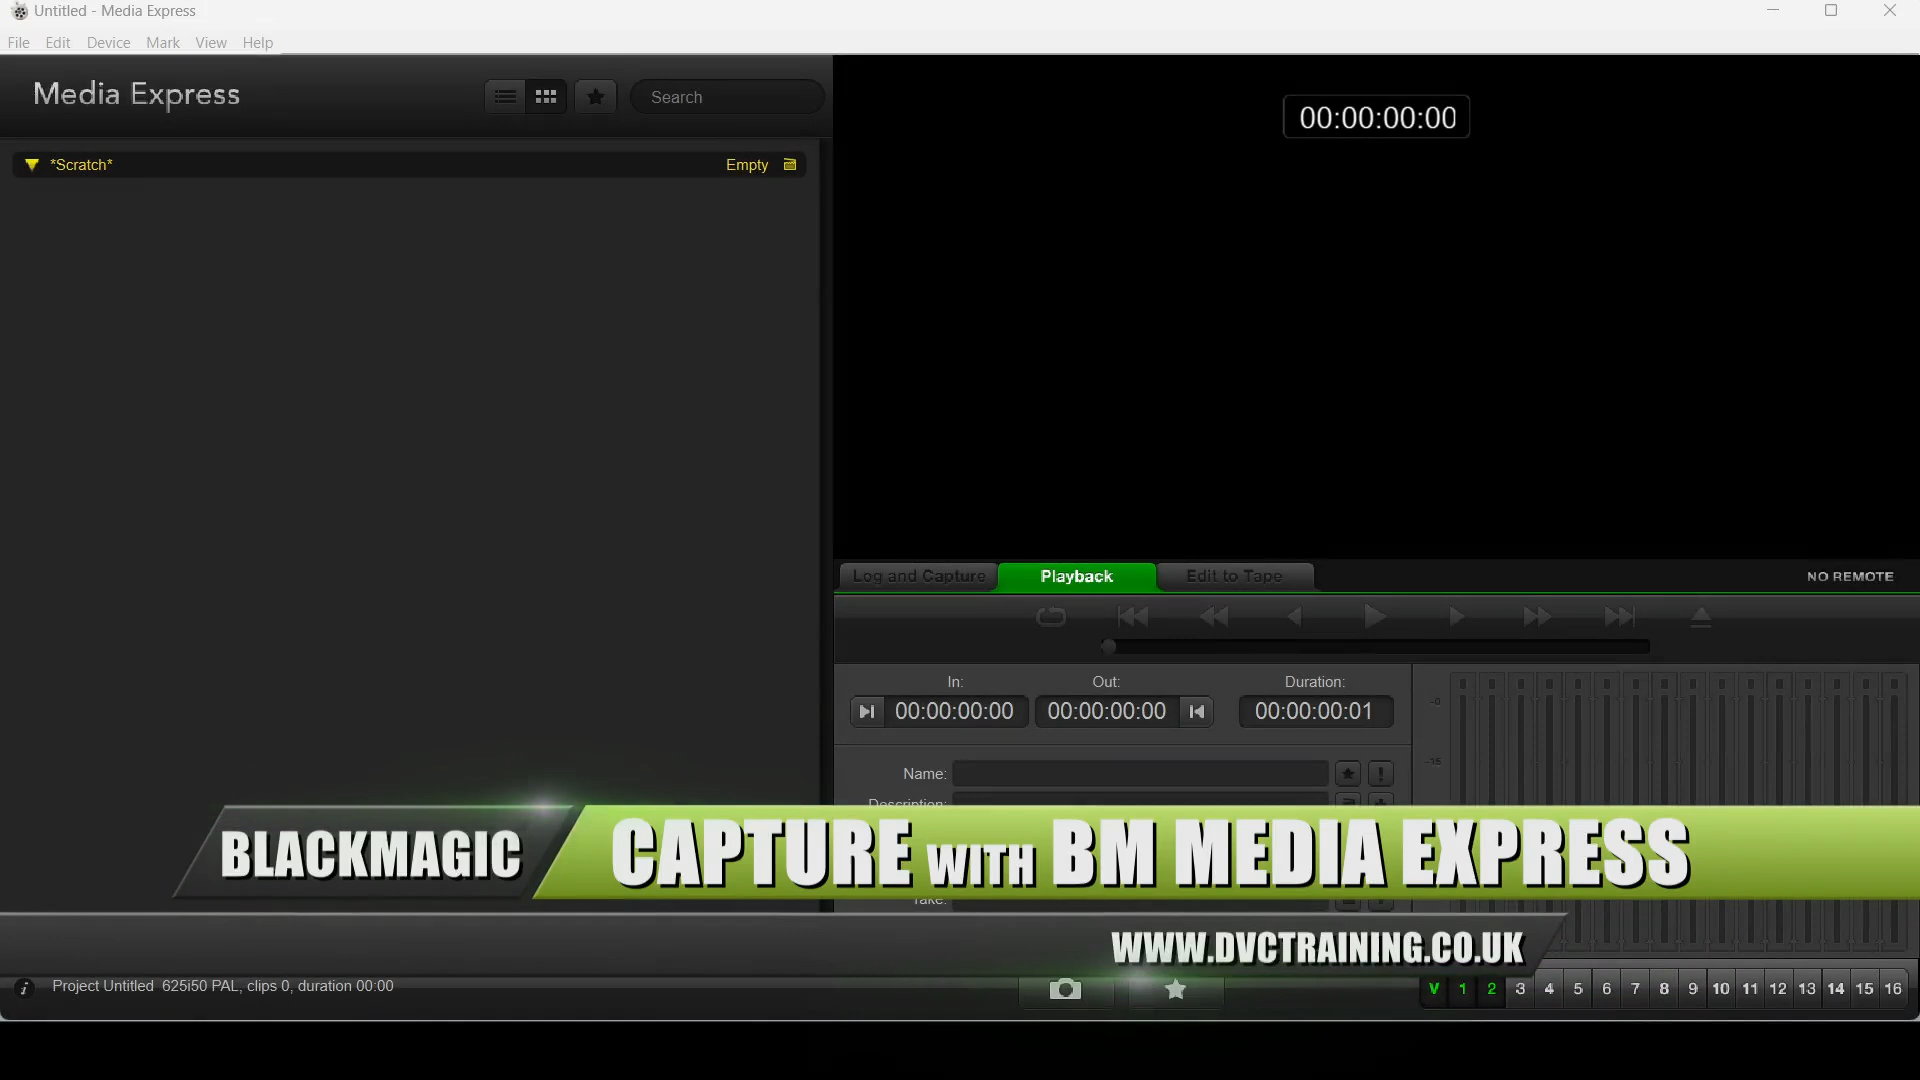 Untitled - Media Express
File Edit Device Mark View Help
Media Express
Search
00:00:00:00
*Scratch* Empty
Log and Capture Playback Edit to Tape NO REMOTE
In: Out: Duration:
00:00:00:00 00:00:00:00 00:00:00:01
-0
-15
Name:
Description:
BLACKMAGIC CAPTURE WITH BM MEDIA EXPRESS
Take:
WWW.DVCTRAINING.CO.UK
Project Untitled 625i50 PAL, clips 0, duration 00:00
V 1 2 3 4 5 6 7 8 9 10 11 12 13 14 15 16